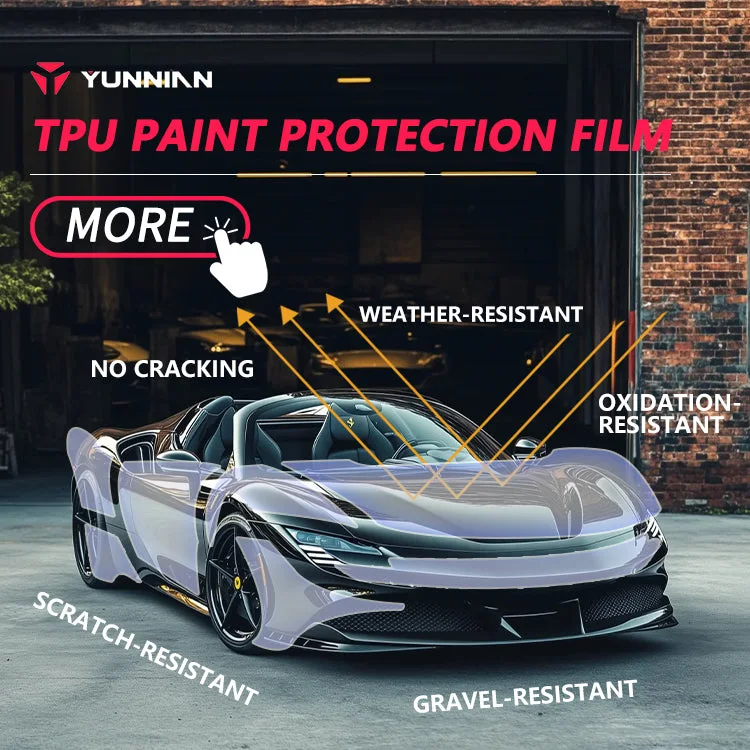 YUNNIAN
TPU PAINT PROTECTION FILM
MORE
WEATHER-RESISTANT
NO CRACKING
OXIDATION-
RESISTANT
SCRATCH-RESISTANT
GRAVEL-RESISTANT